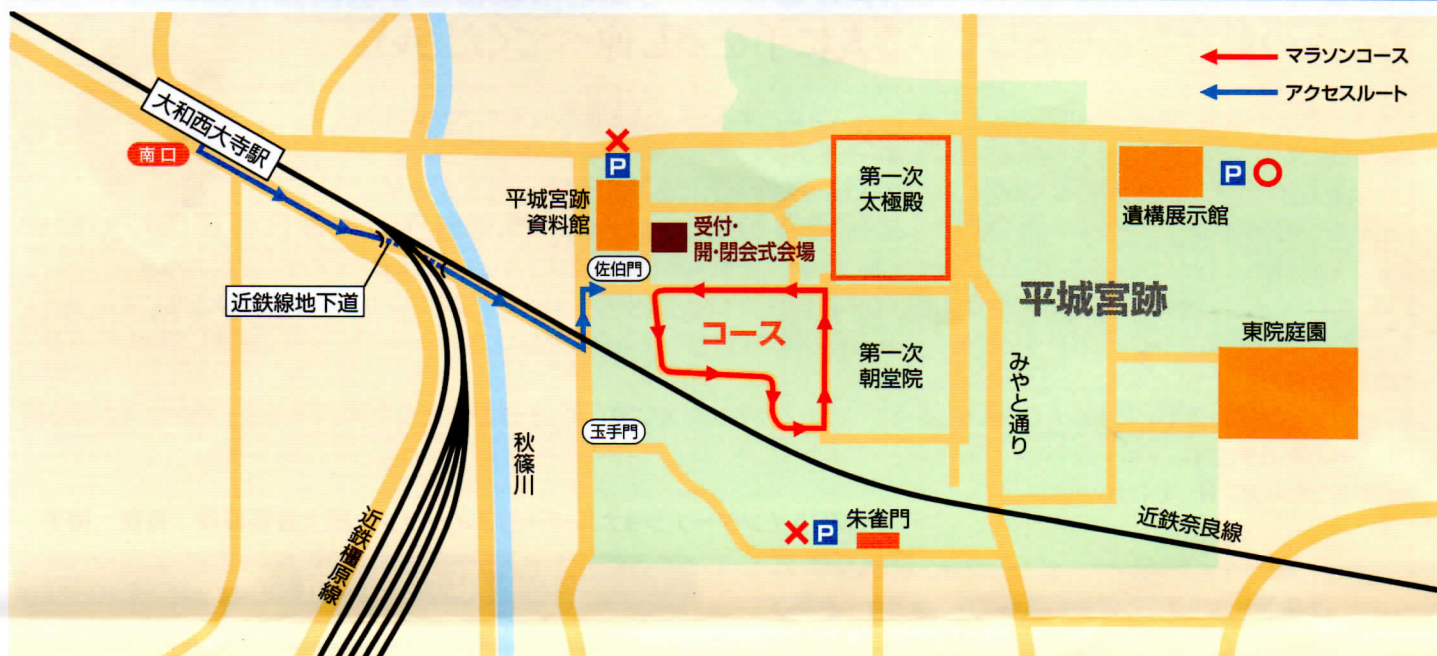 マラソンコース
アクセスルート
大和西大寺駅
南口
P
平城宮跡
資料館
受付・
開・閉会式会場
第一次
太極殿
P
遺構展示館
佐伯門
近鉄線地下道
コース
平城宮跡
東院庭園
第一次
朝堂院
みやと通り
玉手門
秋篠川
P
朱雀門
近鉄奈良線
近鉄橿原線